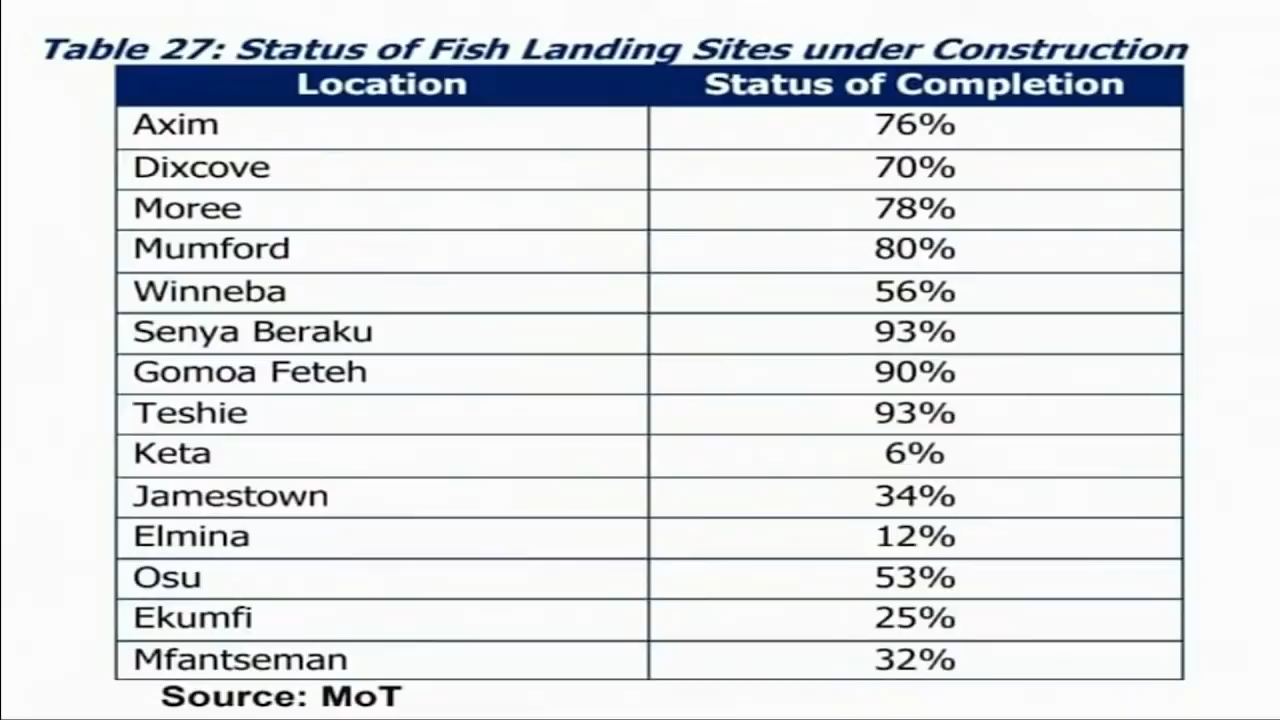 Table 27: Status of Fish Landing Sites under Construction
Location Status of Completion
Axim 76%
Dixcove 70%
Moree 78%
Mumford 80%
Winneba 56%
Senya Beraku 93%
Gomoa Feteh 90%
Teshie 93%
Keta 6%
Jamestown 34%
Elmina 12%
Osu 53%
Ekumfi 25%
Mfantseman 32%
Source: MoT